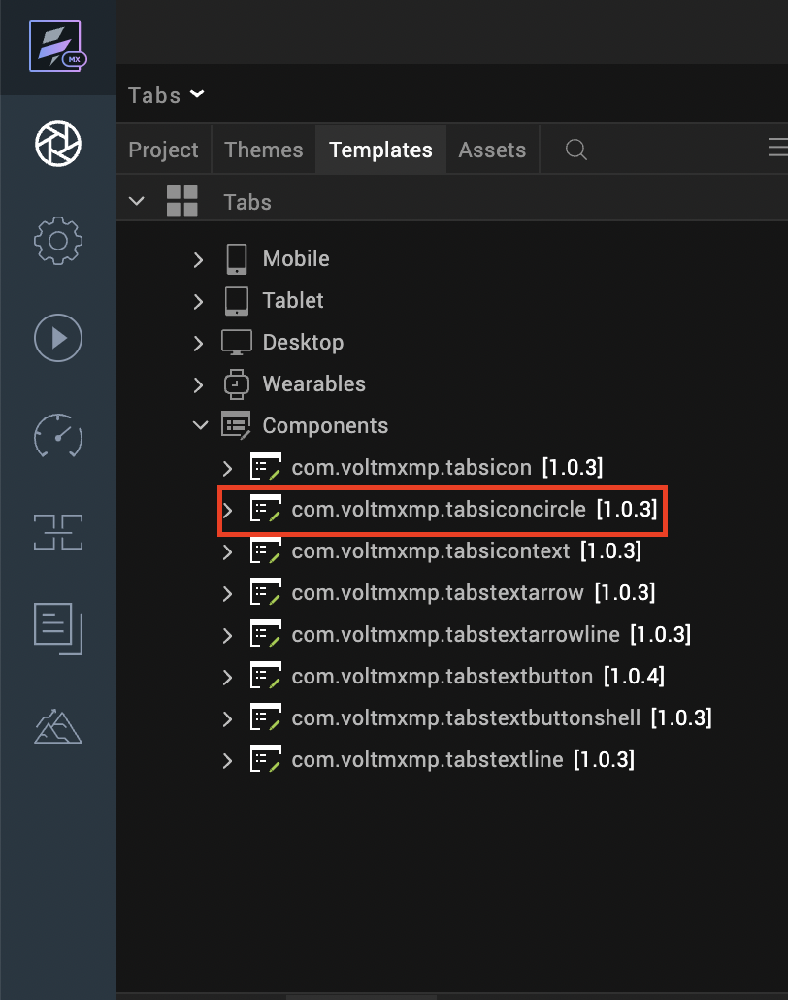 MX
Tabs
Project Themes Templates Assets
Tabs
Mobile
Tablet
Desktop
Wearables
Components
com.voltmxmp.tabsicon [1.0.3]
com.voltmxmp.tabsiconcircle [1.0.3]
com.voltmxmp.tabsicontext [1.0.3]
com.voltmxmp.tabstextarrow [1.0.3]
com.voltmxmp.tabstextarrowline [1.0.3]
com.voltmxmp.tabstextbutton [1.0.4]
com.voltmxmp.tabstextbuttonshell [1.0.3]
com.voltmxmp.tabstextline [1.0.3]